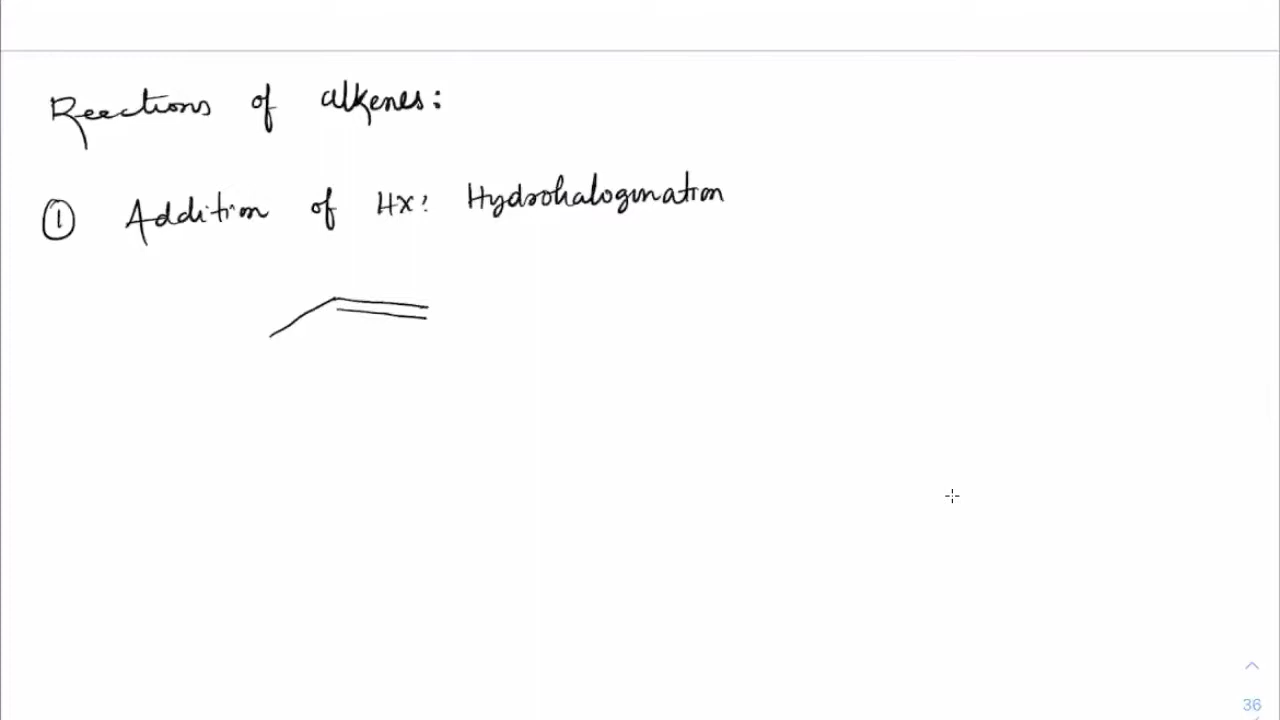 Reactions of alkenes:
① Addition of HX: Hydrohalogenation
36